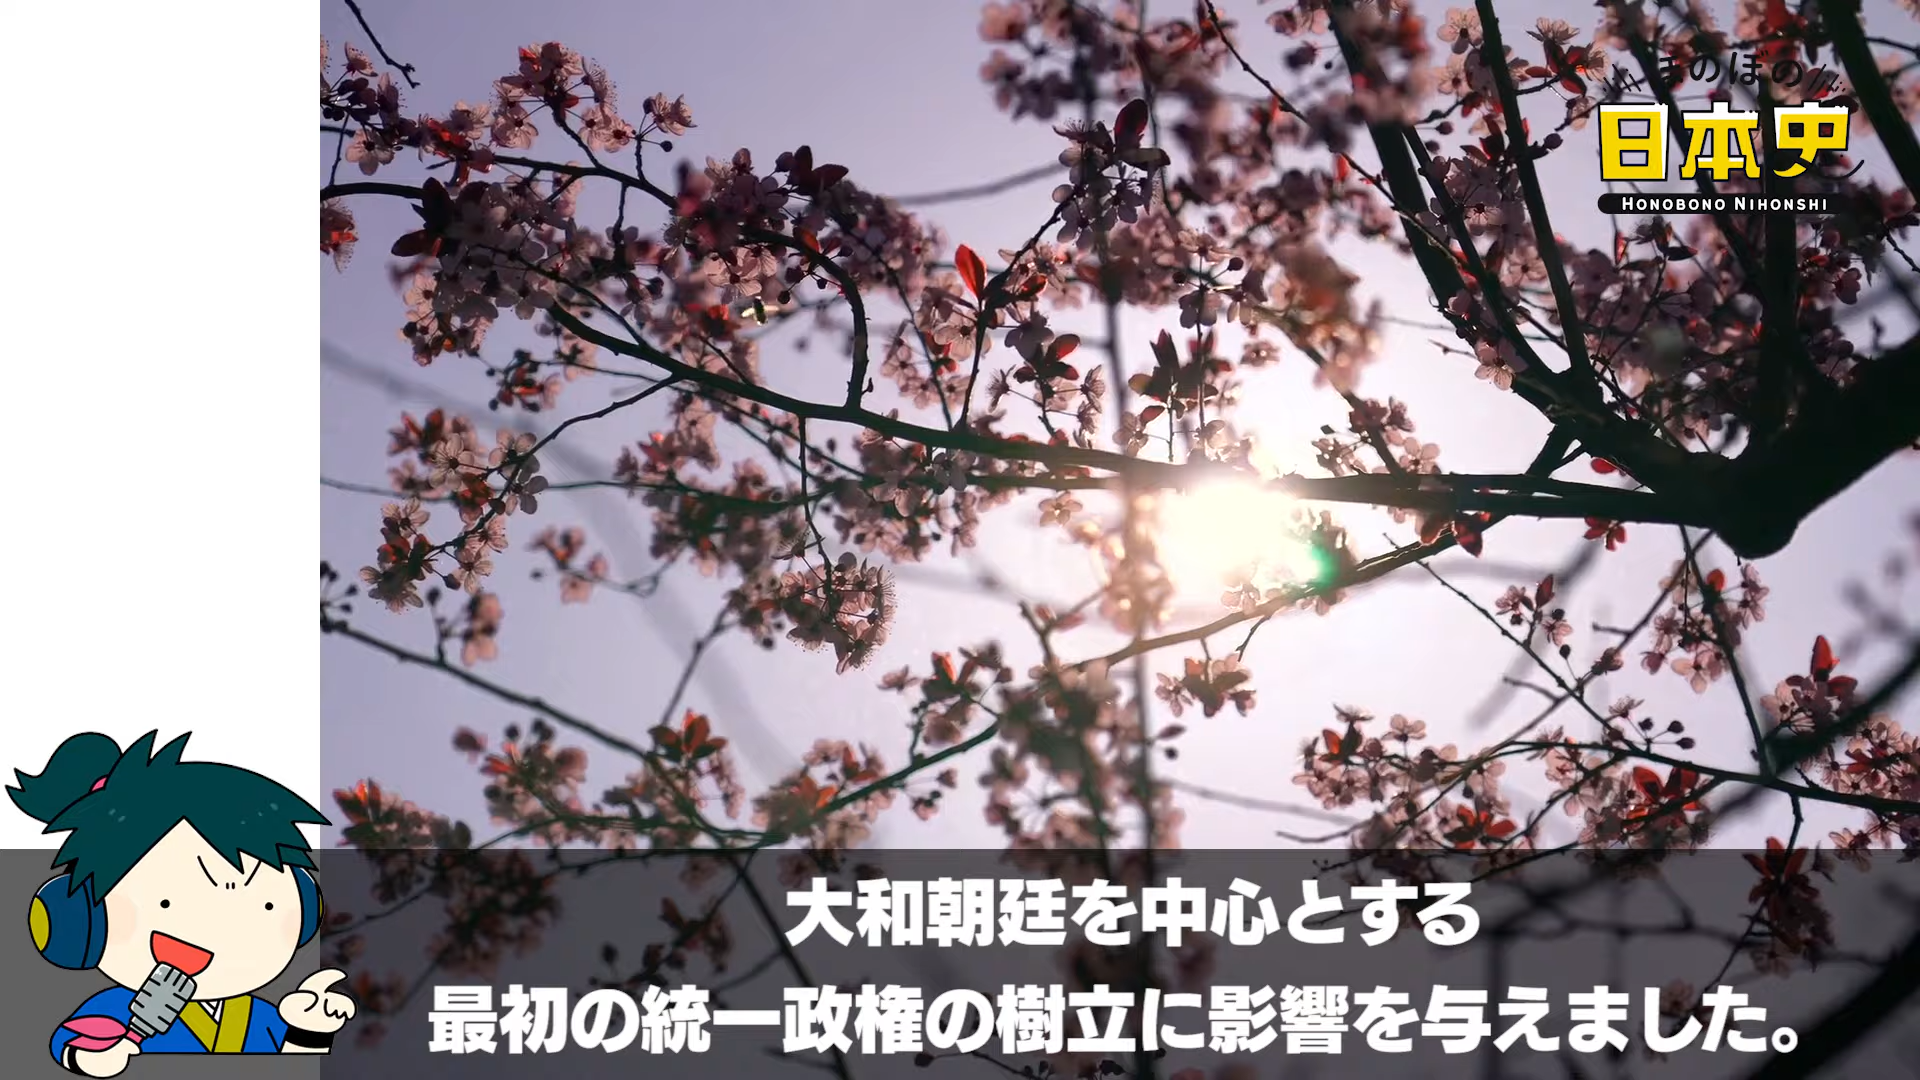 ほのぼの
日本史
HONOBONO NIHONSHI
大和朝廷を中心とする
最初の統一政権の樹立に影響を与えました。